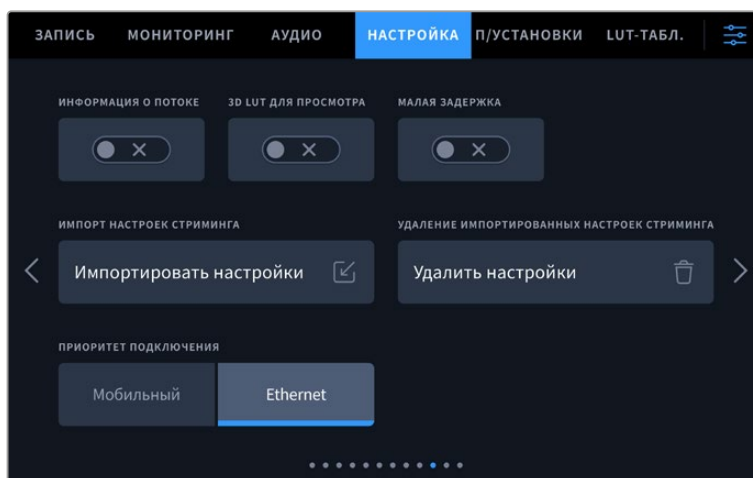 ЗАПИСЬ МОНИТОРИНГ АУДИО НАСТРОЙКА П/УСТАНОВКИ LUT-ТАБЛ.
ИНФОРМАЦИЯ О ПОТОКЕ 3D LUT ДЛЯ ПРОСМОТРА МАЛАЯ ЗАДЕРЖКА
ИМПОРТ НАСТРОЕК СТРИМИНГА УДАЛЕНИЕ ИМПОРТИРОВАННЫХ НАСТРОЕК СТРИМИНГА
Импортировать настройки Удалить настройки
ПРИОРИТЕТ ПОДКЛЮЧЕНИЯ
Мобильный Ethernet